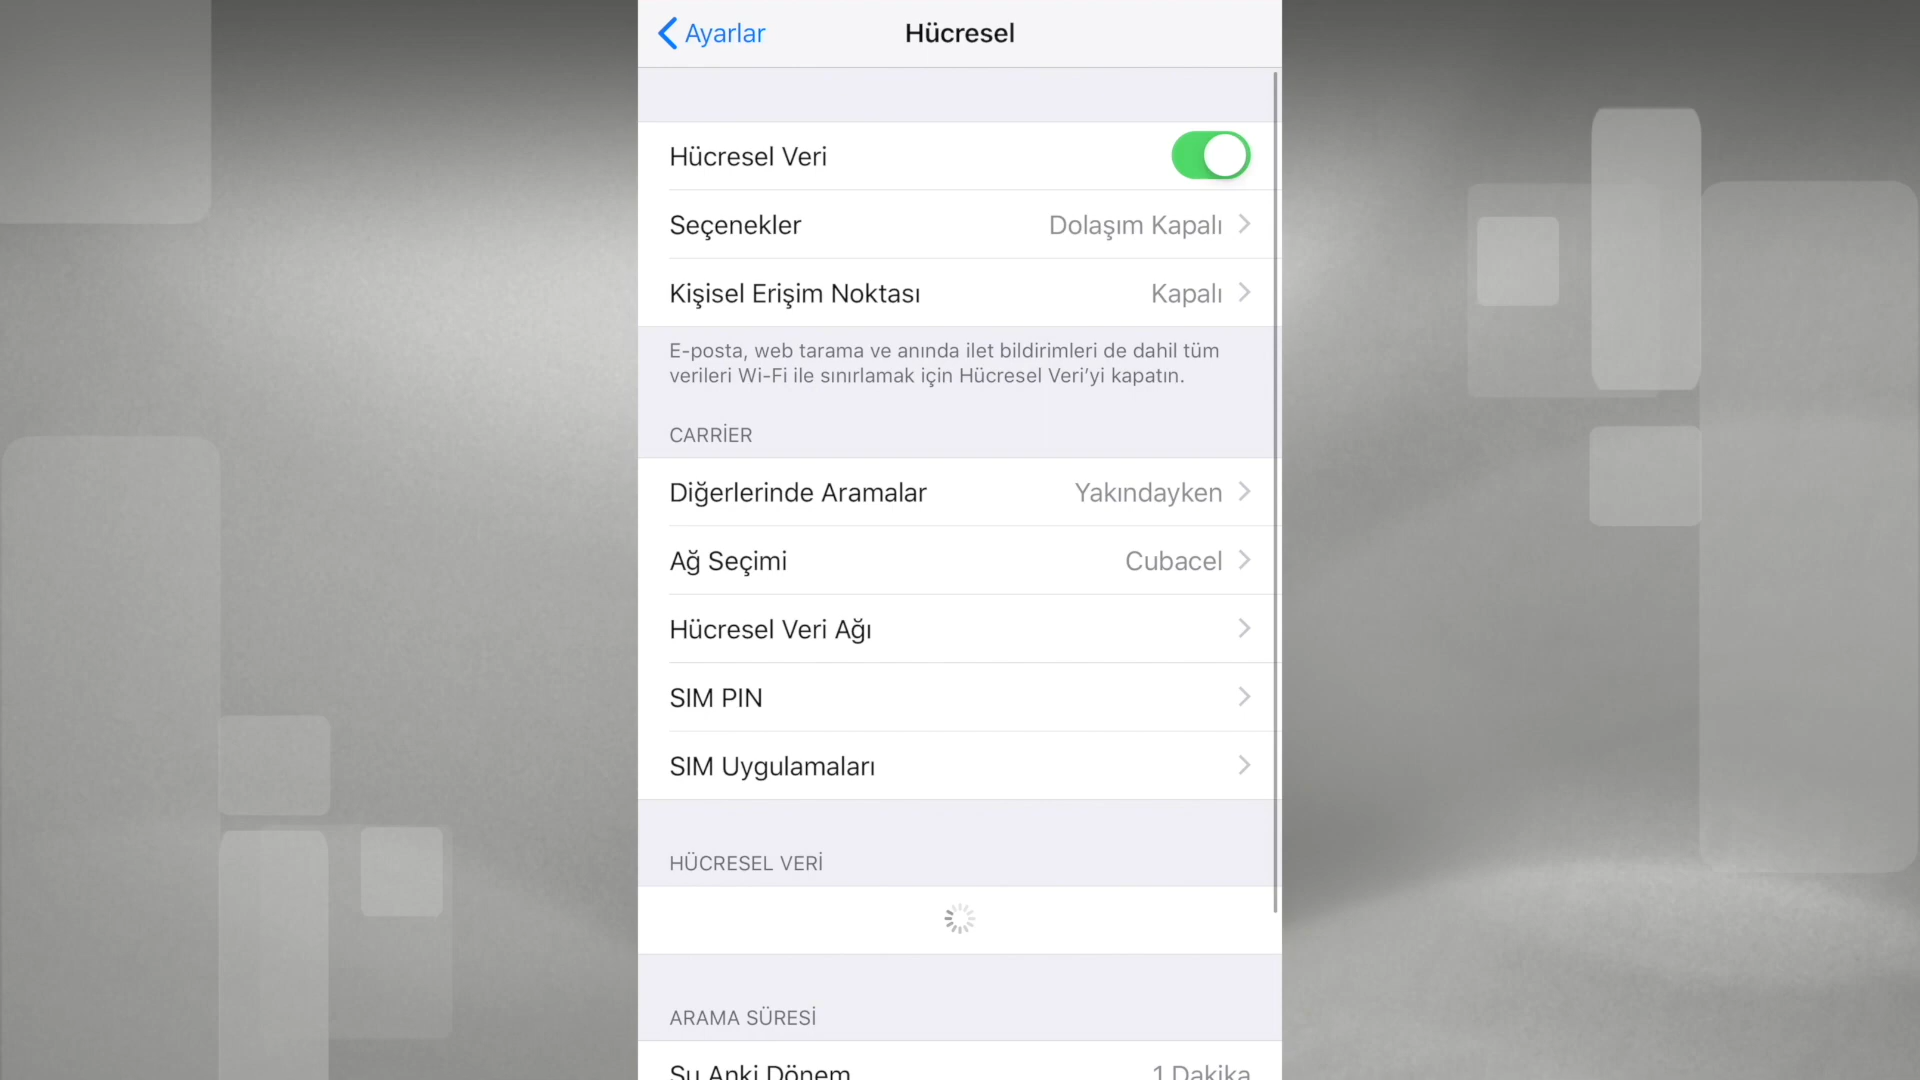 Ayarlar
Hücresel
Hücresel Veri
Seçenekler Dolaşım Kapalı
Kişisel Erişim Noktası Kapalı
E-posta, web tarama ve anında ilet bildirimleri de dahil tüm
verileri Wi-Fi ile sınırlamak için Hücresel Veri’yi kapatın.
CARRİER
Diğerlerinde Aramalar Yakındayken
Ağ Seçimi Cubacel
Hücresel Veri Ağı
SIM PIN
SIM Uygulamaları
HÜCRESEL VERİ
ARAMA SÜRESİ
Şu Anki Dönem 1 Dakika